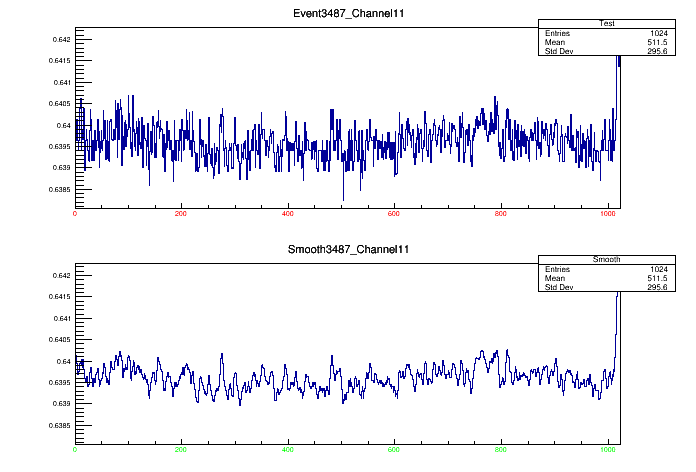 Event3487_Channel11
Test
Entries 1024
Mean 511.5
Std Dev 295.6
0.642
0.6415
0.641
0.6405
0.64
0.6395
0.639
0.6385
0 200 400 600 800 1000
Smooth3487_Channel11
Smooth
Entries 1024
Mean 511.5
Std Dev 295.6
0.642
0.6415
0.641
0.6405
0.64
0.6395
0.639
0.6385
0 200 400 600 800 1000